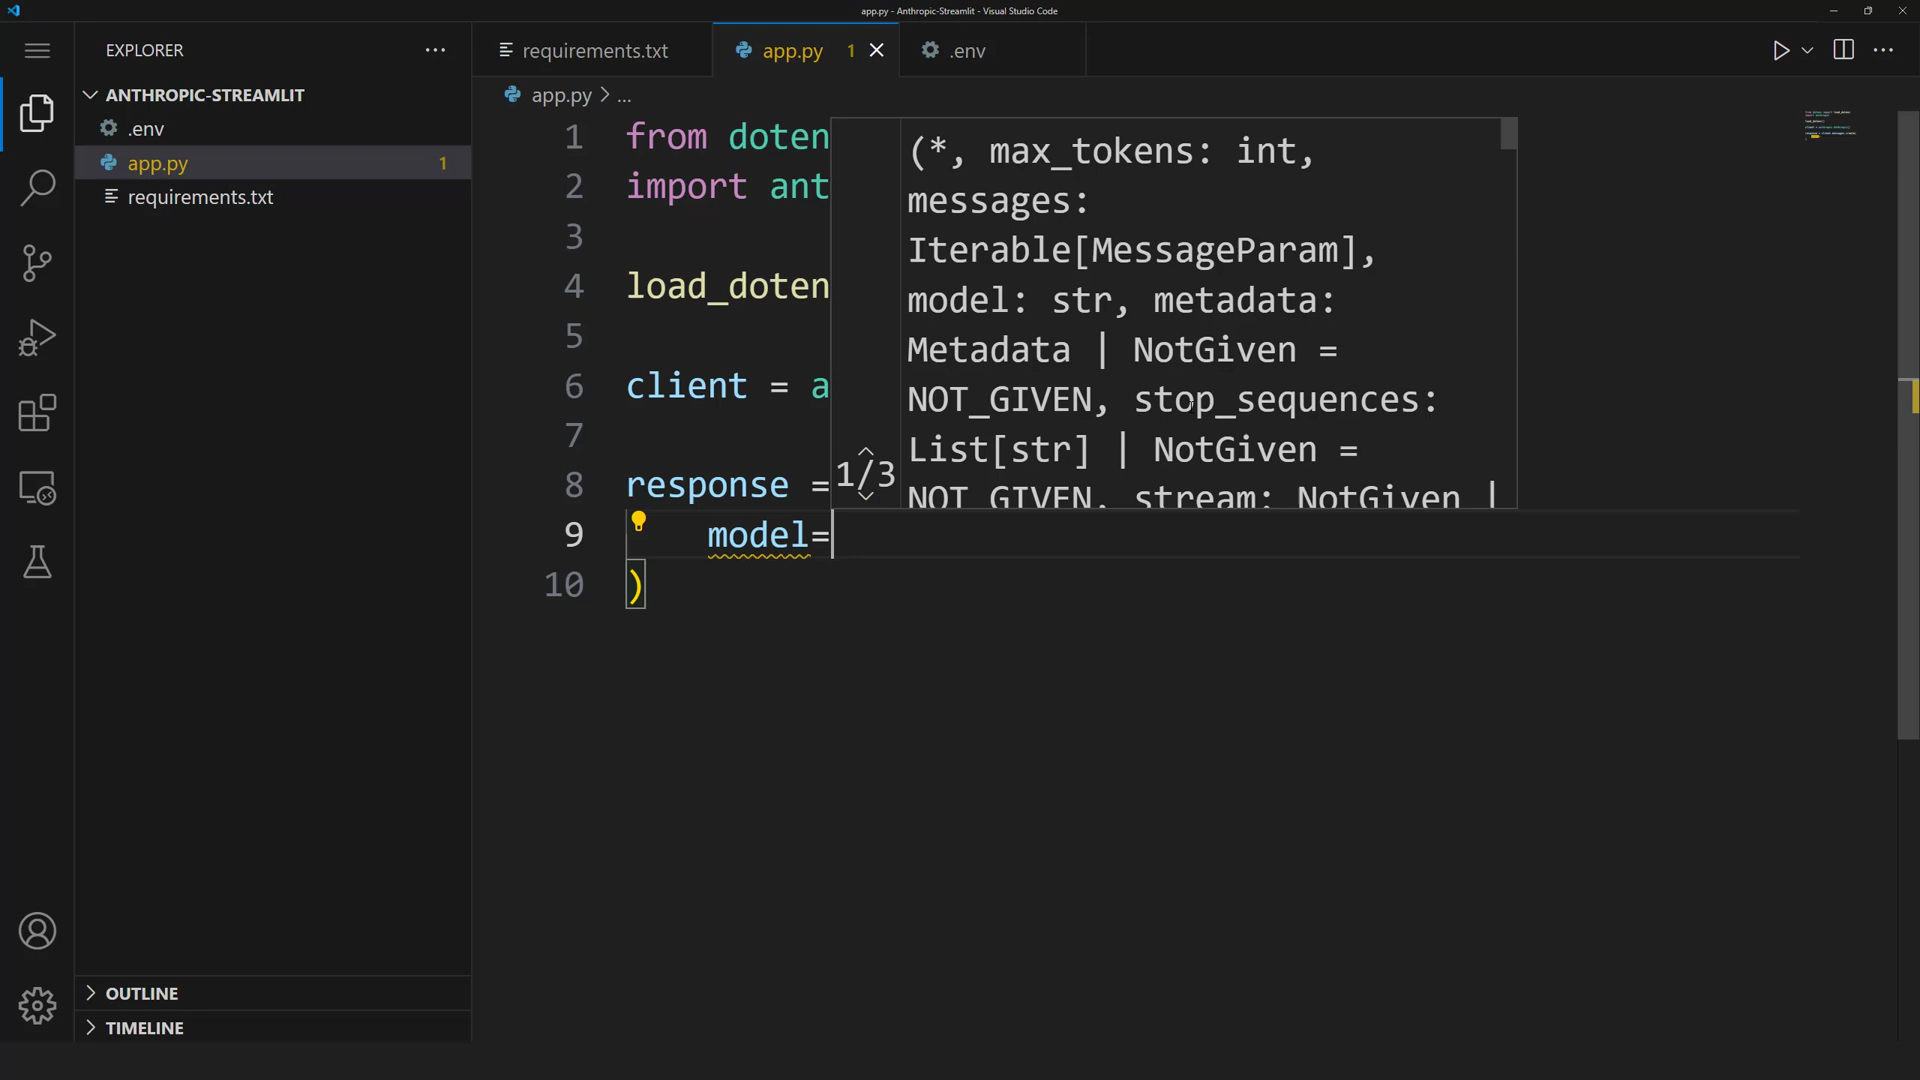 app.py - Anthropic-Streamlit - Visual Studio Code
EXPLORER
requirements.txt
app.py 1
.env
ANTHROPIC-STREAMLIT
.env
app.py 1
requirements.txt
app.py > ...
1 from doten
2 import ant
3
4 load_doten
5
6 client = a
7
8 response =
9 model=
10 )
(*, max_tokens: int,
messages:
Iterable[MessageParam],
model: str, metadata:
Metadata | NotGiven =
NOT_GIVEN, stop_sequences:
List[str] | NotGiven =
NOT_GIVEN, stream: NotGiven |
1/3
OUTLINE
TIMELINE